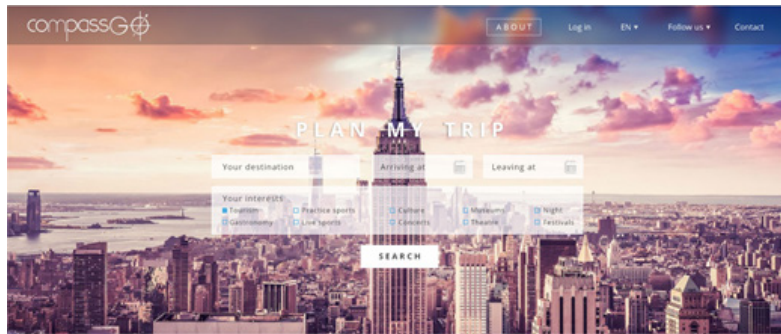 compassGO
ABOUT Log in EN ▾ Follow us ▾ Contact
PLAN MY TRIP
Your destination Arriving at Leaving at
Your interests
Tourism Practice sports Culture Museums Night
Gastronomy Live sports Concerts Theatre Festivals
SEARCH